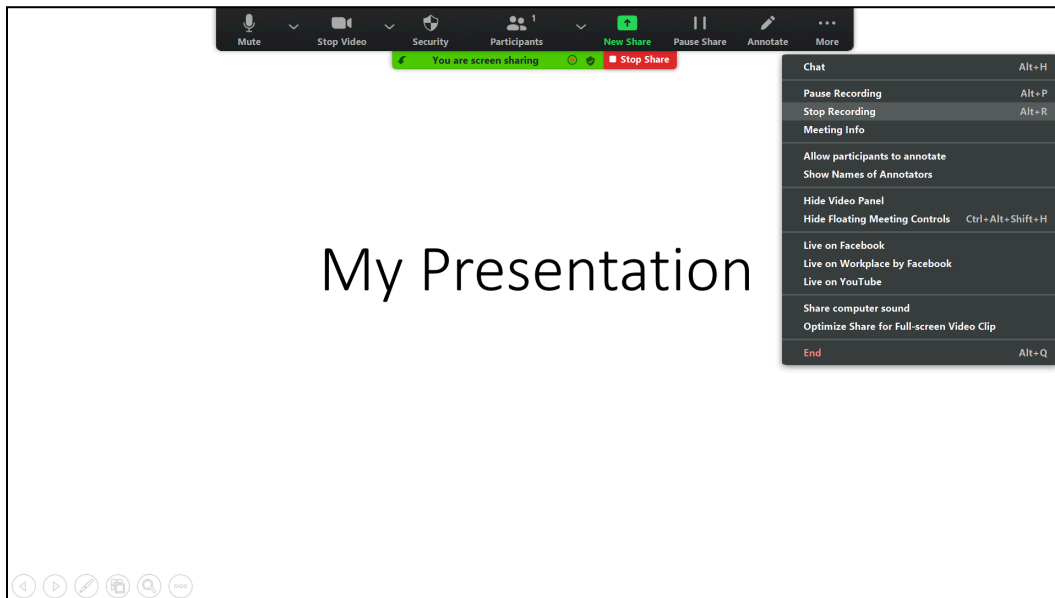 Mute Stop Video Security Participants 1 New Share Pause Share Annotate More
You are screen sharing Stop Share
Chat Alt+H
Pause Recording Alt+P
Stop Recording Alt+R
Meeting Info
Allow participants to annotate
Show Names of Annotators
Hide Video Panel
Hide Floating Meeting Controls Ctrl+Alt+Shift+H
Live on Facebook
Live on Workplace by Facebook
Live on YouTube
Share computer sound
Optimize Share for Full-screen Video Clip
End Alt+Q
My Presentation